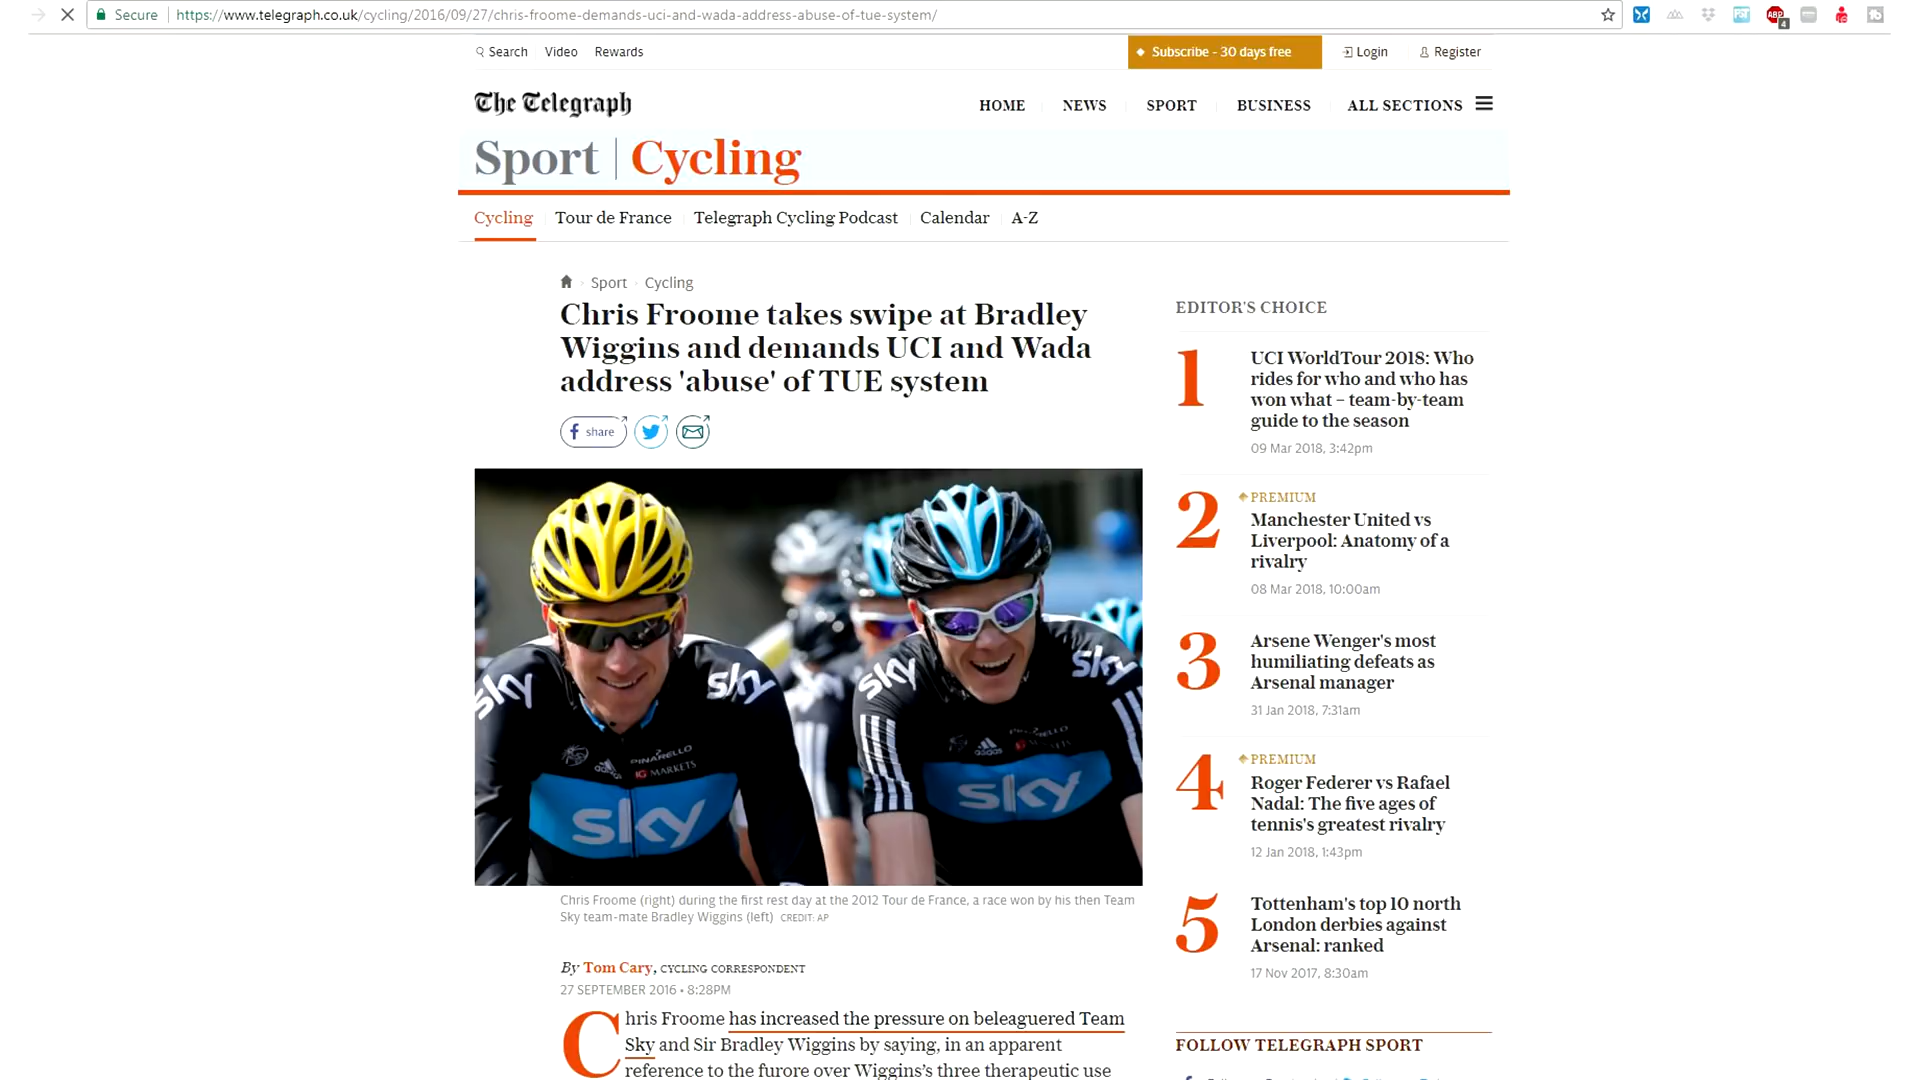 Secure https://www.telegraph.co.uk/cycling/2016/09/27/chris-froome-demands-uci-and-wada-address-abuse-of-tue-system/
Search Video Rewards
Subscribe - 30 days free
Login Register
The Telegraph
HOME NEWS SPORT BUSINESS ALL SECTIONS
Sport | Cycling
Cycling Tour de France Telegraph Cycling Podcast Calendar A-Z
Sport Cycling
Chris Froome takes swipe at Bradley
Wiggins and demands UCI and Wada
address 'abuse' of TUE system
share
sky sky sky sky
PINARELLO
adidas
IG MARKETS
sky
PINARELLO
adidas
sky
Chris Froome (right) during the first rest day at the 2012 Tour de France, a race won by his then Team
Sky team-mate Bradley Wiggins (left) CREDIT: AP
By Tom Cary, CYCLING CORRESPONDENT
27 SEPTEMBER 2016 • 8:28PM
Chris Froome has increased the pressure on beleaguered Team
Sky and Sir Bradley Wiggins by saying, in an apparent
reference to the furore over Wiggins's three therapeutic use
EDITOR'S CHOICE
1
UCI WorldTour 2018: Who
rides for who and who has
won what – team-by-team
guide to the season
09 Mar 2018, 3:42pm
2
PREMIUM
Manchester United vs
Liverpool: Anatomy of a
rivalry
08 Mar 2018, 10:00am
3
Arsene Wenger's most
humiliating defeats as
Arsenal manager
31 Jan 2018, 7:31am
4
PREMIUM
Roger Federer vs Rafael
Nadal: The five ages of
tennis's greatest rivalry
12 Jan 2018, 1:43pm
5
Tottenham's top 10 north
London derbies against
Arsenal: ranked
17 Nov 2017, 8:30am
FOLLOW TELEGRAPH SPORT